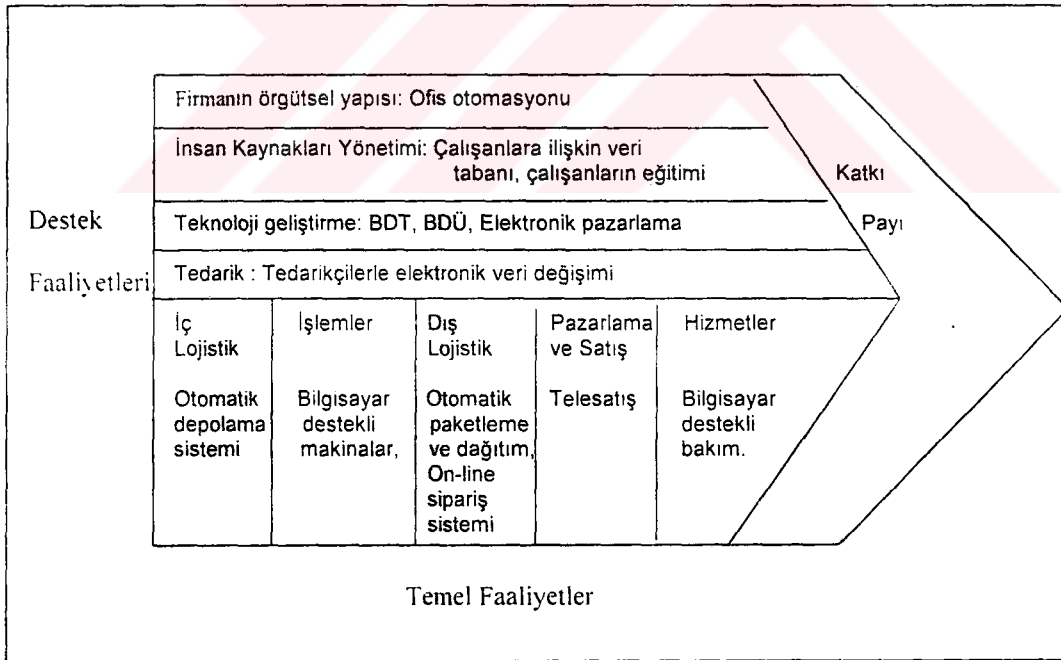 Firmanın örgütsel yapısı: Ofis otomasyonu
İnsan Kaynakları Yönetimi: Çalışanlara ilişkin veri
tabanı, çalışanların eğitimi
Katkı
Destek
Teknoloji geliştirme: BDT, BDÜ, Elektronik pazarlama
Payı
Faaliyetleri
Tedarik : Tedarikçilerle elektronik veri değişimi
İç
Lojistik
Otomatik
depolama
sistemi
İşlemler
Bilgisayar
destekli
makinalar,
Dış
Lojistik
Otomatik
paketleme
ve dağıtım,
On-line
sipariş
sistemi
Pazarlama
ve Satış
Telesatış
Hizmetler
Bilgisayar
destekli
bakım.
Temel Faaliyetler